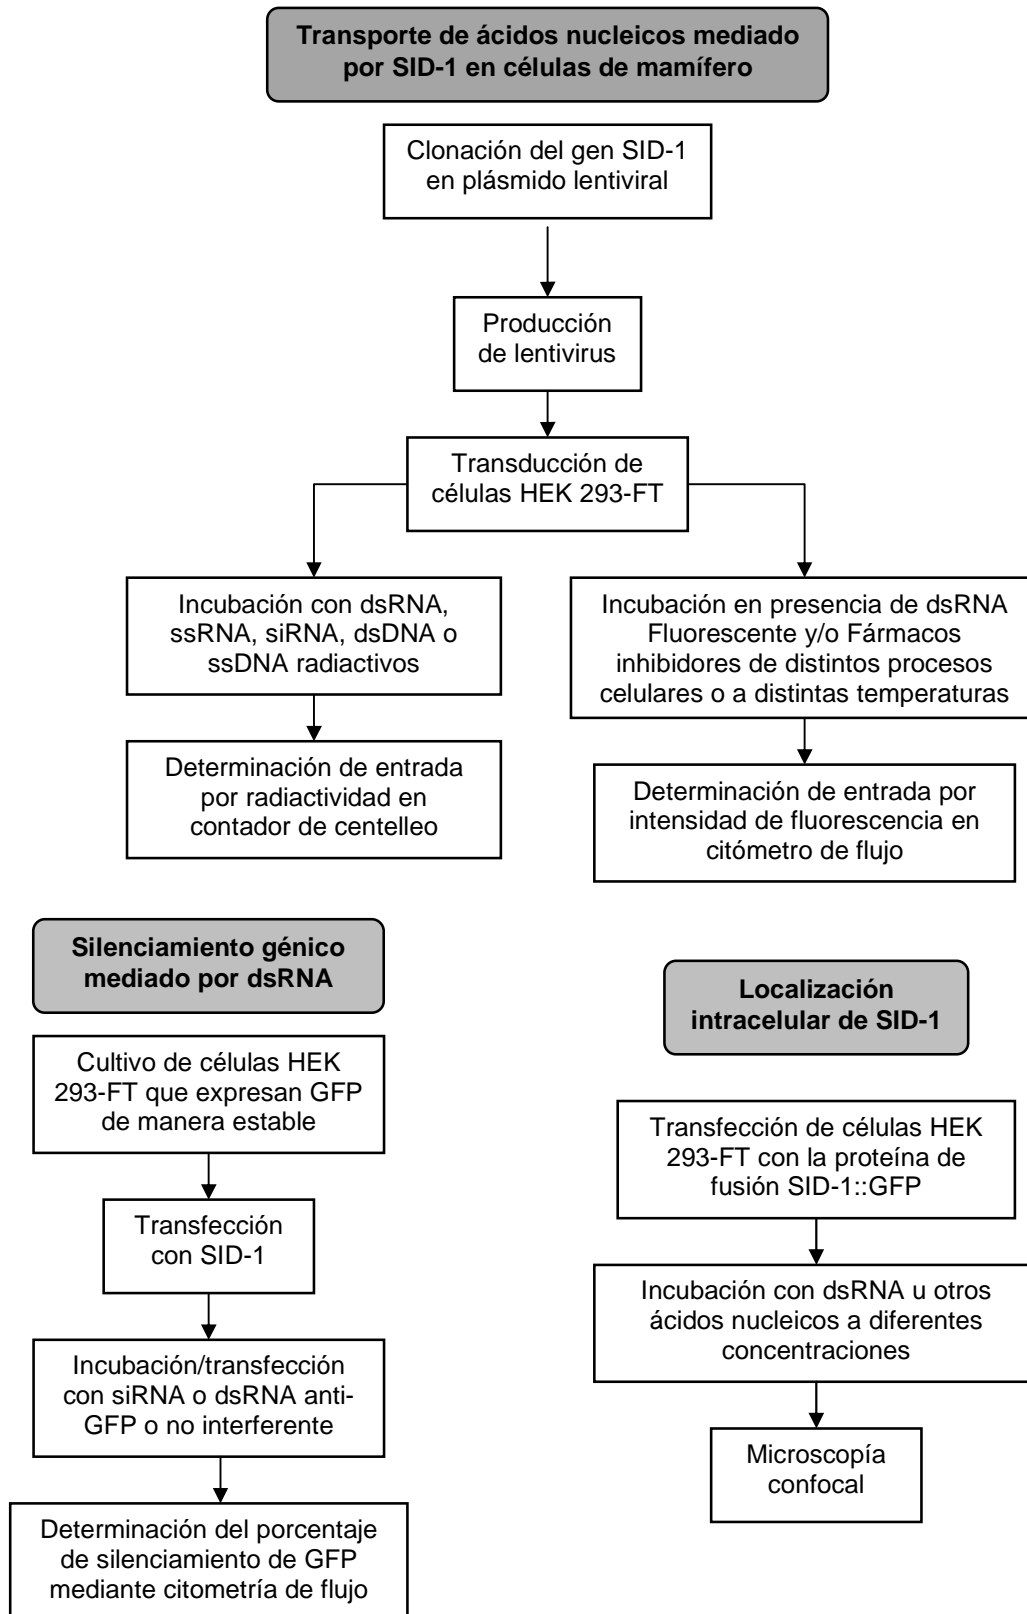 Transporte de ácidos nucleicos mediado
por SID-1 en células de mamífero
Clonación del gen SID-1
en plásmido lentiviral
Producción
de lentivirus
Transducción de
células HEK 293-FT
Incubación con dsRNA,
ssRNA, siRNA, dsDNA o
ssDNA radiactivos
Determinación de entrada
por radiactividad en
contador de centelleo
Incubación en presencia de dsRNA
Fluorescente y/o Fármacos
inhibidores de distintos procesos
celulares o a distintas temperaturas
Determinación de entrada por
intensidad de fluorescencia en
citómetro de flujo
Silenciamiento génico
mediado por dsRNA
Cultivo de células HEK
293-FT que expresan GFP
de manera estable
Transfección
con SID-1
Incubación/transfección
con siRNA o dsRNA anti-
GFP o no interferente
Determinación del porcentaje
de silenciamiento de GFP
mediante citometría de flujo
Localización
intracelular de SID-1
Transfección de células HEK
293-FT con la proteína de
fusión SID-1::GFP
Incubación con dsRNA u otros
ácidos nucleicos a diferentes
concentraciones
Microscopía
confocal